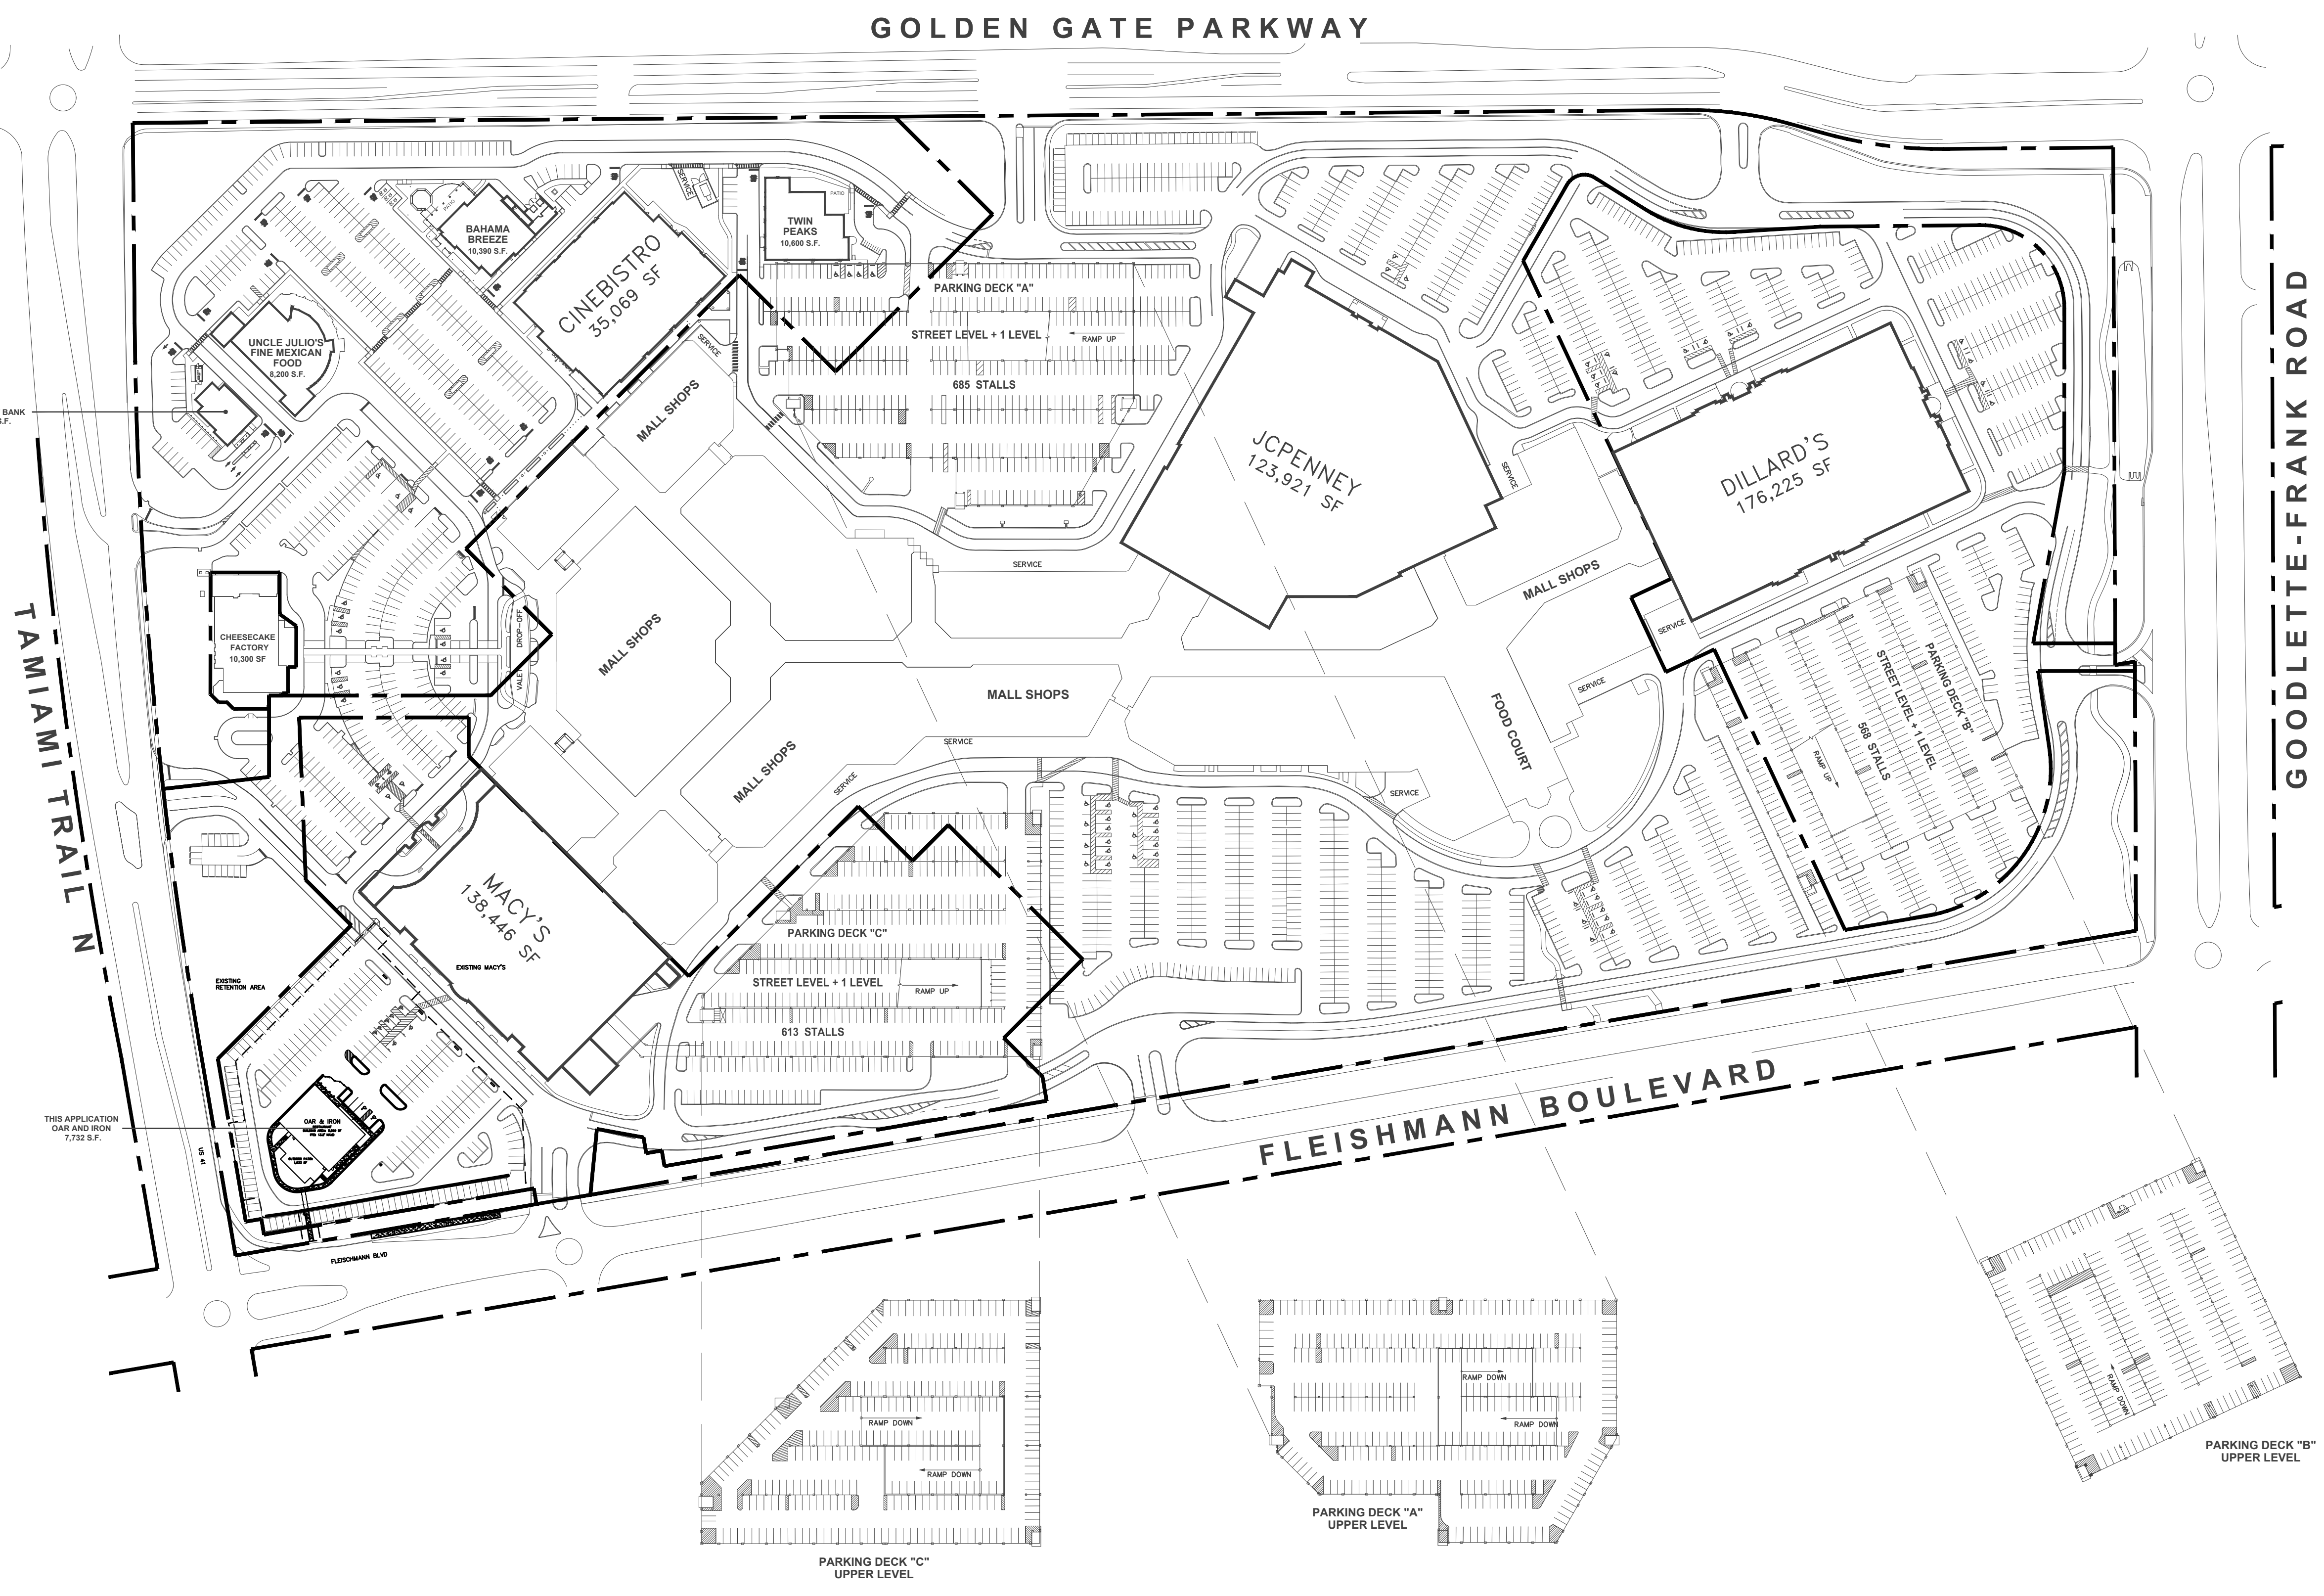 GOLDEN GATE PARKWAY
SERVICE
PATIO
TWIN
PEAKS
10,600 S.F.
PATIO
BAHAMA
BREEZE
10,390 S.F.
CINEBISTRO
35,069 SF
PARKING DECK "A"
STREET LEVEL + 1 LEVEL
RAMP UP
685 STALLS
UNCLE JULIO'S
FINE MEXICAN
FOOD
8,200 S.F.
SERVICE
MALL SHOPS
BANK
S.F.
JCPENNEY
123,921 SF
SERVICE
DILLARD'S
176,225 SF
GOODLETTE-FRANK ROAD
SERVICE
MALL SHOPS
TAMIAMI TRAIL N
CHEESECAKE
FACTORY
10,300 SF
VALET DROP-OFF
MALL SHOPS
SERVICE
PARKING DECK "B"
STREET LEVEL + 1 LEVEL
568 STALLS
RAMP UP
MALL SHOPS
SERVICE
FOOD COURT
SERVICE
MALL SHOPS
SERVICE
SERVICE
MACY'S
138,446 SF
EXISTING MACY'S
PARKING DECK "C"
STREET LEVEL + 1 LEVEL
RAMP UP
613 STALLS
EXISTING
RETENTION AREA
THIS APPLICATION
OAR AND IRON
7,732 S.F.
OAR & IRON
US 41
FLEISHMANN BOULEVARD
FLEISCHMANN BLVD
RAMP DOWN
RAMP DOWN
PARKING DECK "C"
UPPER LEVEL
RAMP DOWN
RAMP DOWN
PARKING DECK "A"
UPPER LEVEL
RAMP DOWN
PARKING DECK "B"
UPPER LEVEL